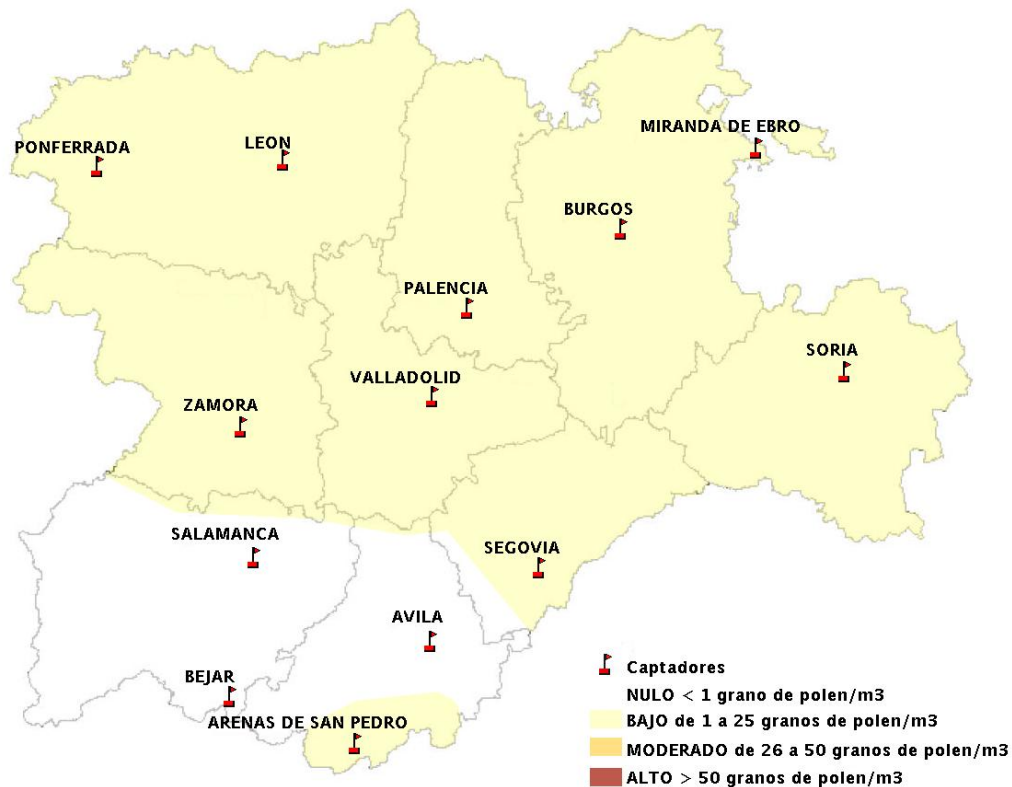 MIRANDA DE EBRO
PONFERRADA
LEON
BURGOS
PALENCIA
SORIA
VALLADOLID
ZAMORA
SALAMANCA
SEGOVIA
AVILA
BEJAR
ARENAS DE SAN PEDRO
Captadores
NULO < 1 grano de polen/m3
BAJO de 1 a 25 granos de polen/m3
MODERADO de 26 a 50 granos de polen/m3
ALTO > 50 granos de polen/m3